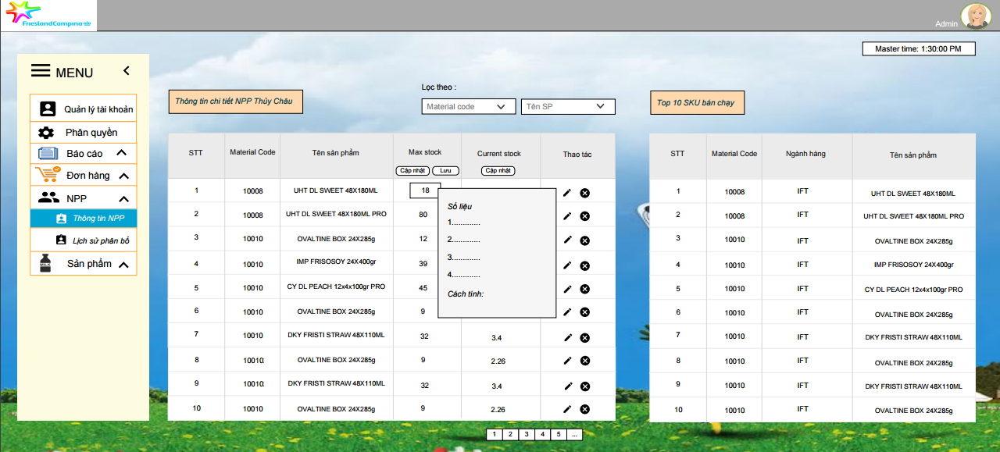 FrieslandCampina
Admin
Master time: 1:30:00 PM
MENU
Quản lý tài khoản
Phân quyền
Báo cáo
Đơn hàng
NPP
Thông tin NPP
Lịch sử phân bổ
MILK
Sản phẩm
Thông tin chi tiết NPP Thủy Châu
Lọc theo :
Material code
Tên SP
Top 10 SKU bán chạy
STT Material Code Tên sản phẩm Max stock Current stock Thao tác
Cập nhật Lưu Cập nhật
1 10008 UHT DL SWEET 48X180ML 18
2 10008 UHT DL SWEET 48X180ML PRO 80
3 10010 OVALTINE BOX 24X285g 12
4 10010 IMP FRISOSOY 24X400gr 39
5 10010 CY DL PEACH 12x4x100gr PRO 45
6 10010 OVALTINE BOX 24X285g 9
7 10010 DKY FRISTI STRAW 48X110ML 32 3.4
8 10010 OVALTINE BOX 24X285g 9 2.26
9 10010 DKY FRISTI STRAW 48X110ML 32 3.4
10 10010 OVALTINE BOX 24X285g 9 2.26
Số liệu
1.............
2.............
3.............
4.............
Cách tính:
1 2 3 4 5 ...
STT Material Code Ngành hàng Tên sản phẩm
1 10008 IFT UHT DL SWEET 48X180ML
2 10008 IFT UHT DL SWEET 48X180ML PRO
3 10010 IFT OVALTINE BOX 24X285g
4 10010 IFT IMP FRISOSOY 24X400gr
5 10010 IFT CY DL PEACH 12x4x100gr PRO
6 10010 IFT OVALTINE BOX 24X285g
7 10010 IFT DKY FRISTI STRAW 48X110ML
8 10010 IFT OVALTINE BOX 24X285g
9 10010 IFT DKY FRISTI STRAW 48X110ML
10 10010 IFT OVALTINE BOX 24X285g